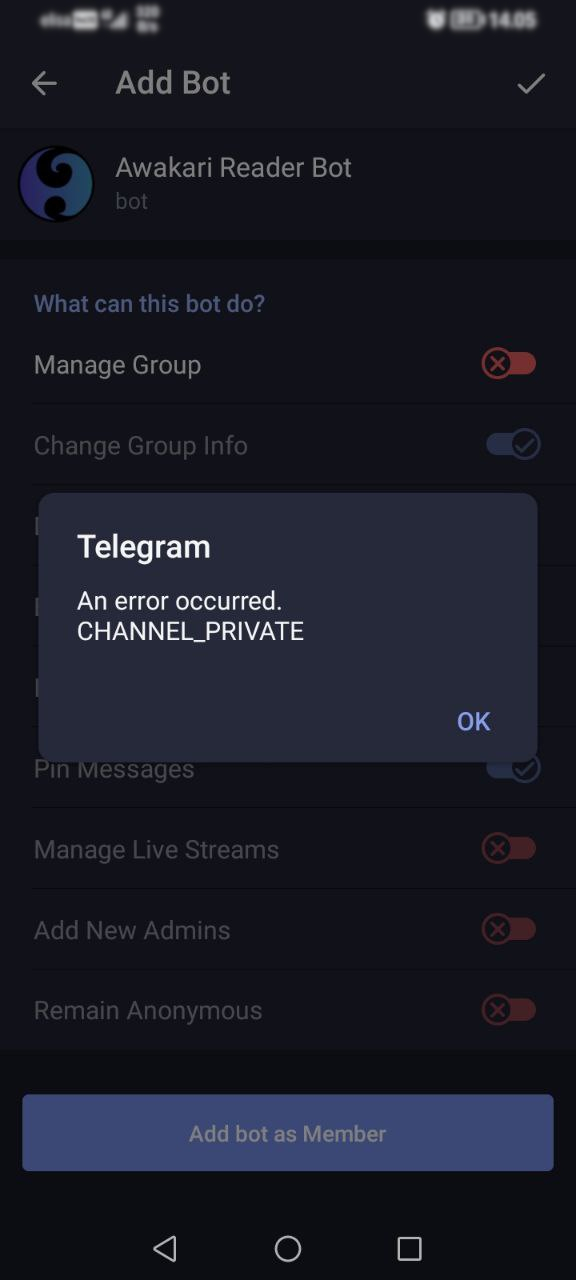 14.05
Add Bot
Awakari Reader Bot
bot
What can this bot do?
Manage Group
Change Group Info
Telegram
An error occurred.
CHANNEL_PRIVATE
OK
Pin Messages
Manage Live Streams
Add New Admins
Remain Anonymous
Add bot as Member